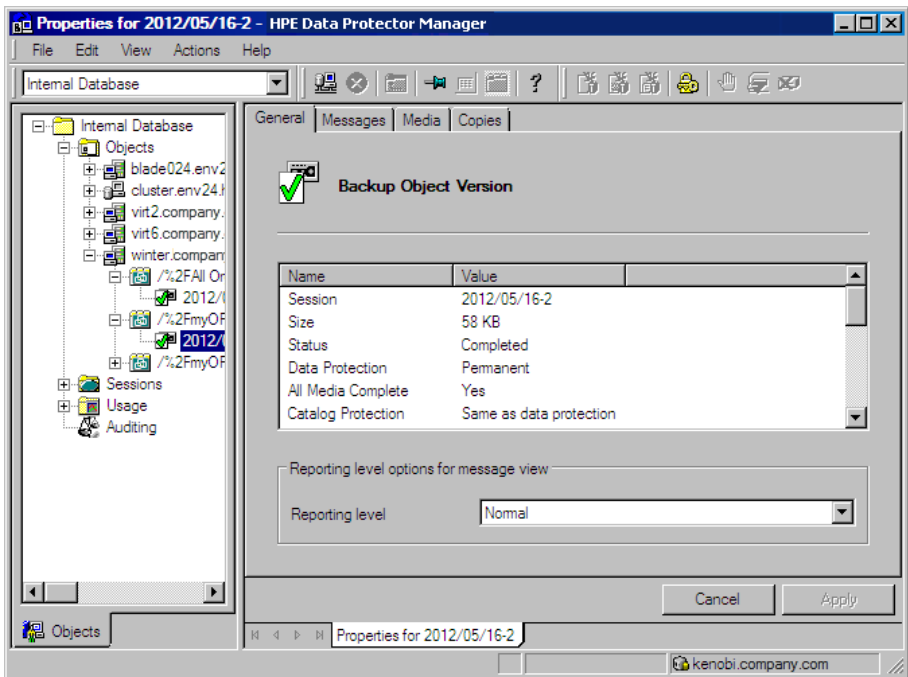 Properties for 2012/05/16-2 - HPE Data Protector Manager
File Edit View Actions Help
Internal Database
?
Internal Database
Objects
blade024.env2
cluster.env24.h
virt2.company.
virt6.company.
winter.compan
/%2FAll On
2012/0
/%2FmyOF
2012/0
/%2FmyOF
Sessions
Usage
Auditing
Objects
General Messages Media Copies
Backup Object Version
Name Value
Session 2012/05/16-2
Size 58 KB
Status Completed
Data Protection Permanent
All Media Complete Yes
Catalog Protection Same as data protection
Reporting level options for message view
Reporting level Normal
Cancel Apply
Properties for 2012/05/16-2
kenobi.company.com